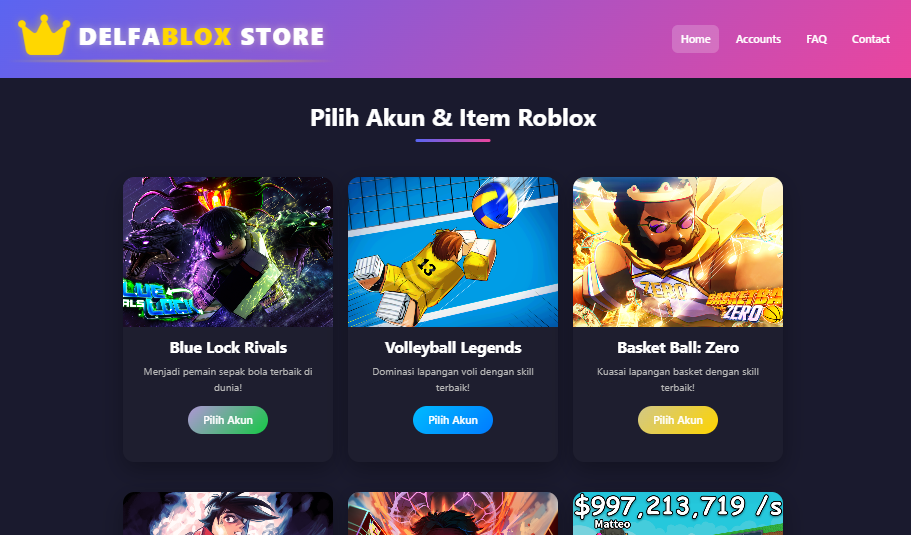 DELFABLOX STORE
Home Accounts FAQ Contact
Pilih Akun & Item Roblox
BLUE LOCK
13
ZERO
BASKETBALL
ZERO
Blue Lock Rivals
Menjadi pemain sepak bola terbaik di
dunia!
Pilih Akun
Volleyball Legends
Dominasi lapangan voli dengan skill
terbaik!
Pilih Akun
Basket Ball: Zero
Kuasai lapangan basket dengan skill
terbaik!
Pilih Akun
$997,213,719 /s
Matteo